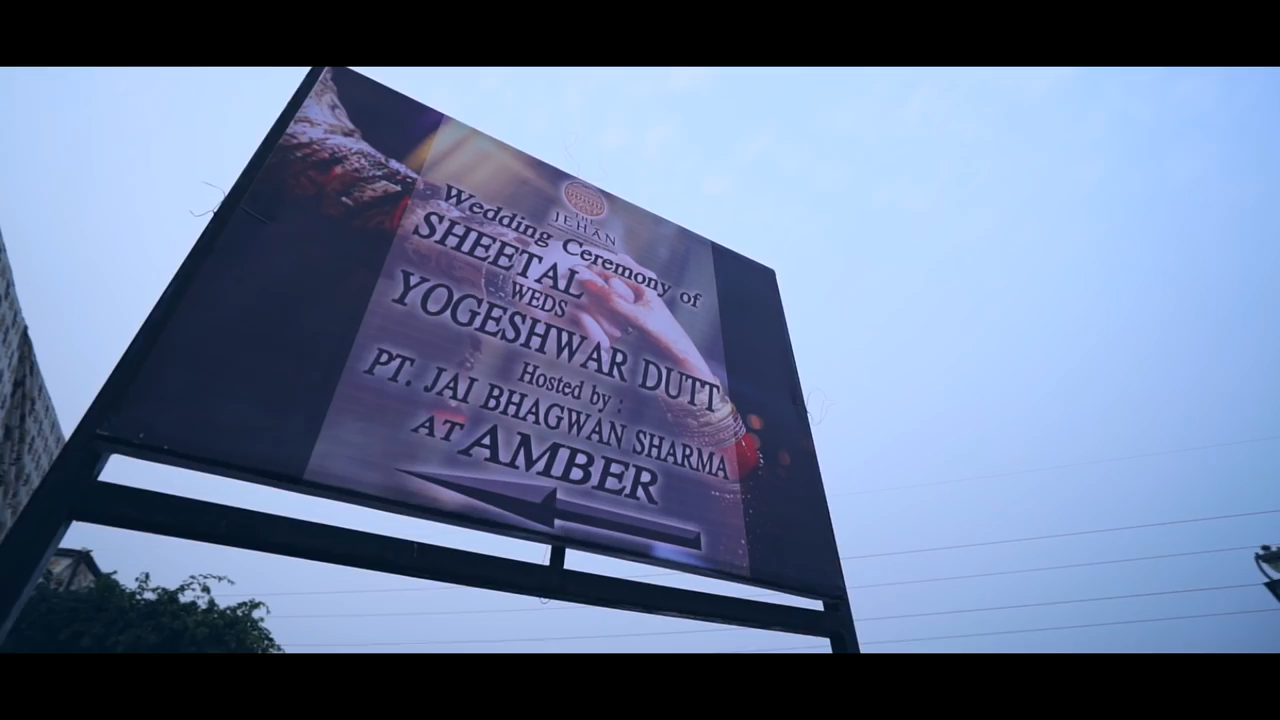 THE
JEHAN
Wedding Ceremony of
SHEETAL
WEDS
YOGESHWAR DUTT
Hosted by :
PT. JAI BHAGWAN SHARMA
AT AMBER